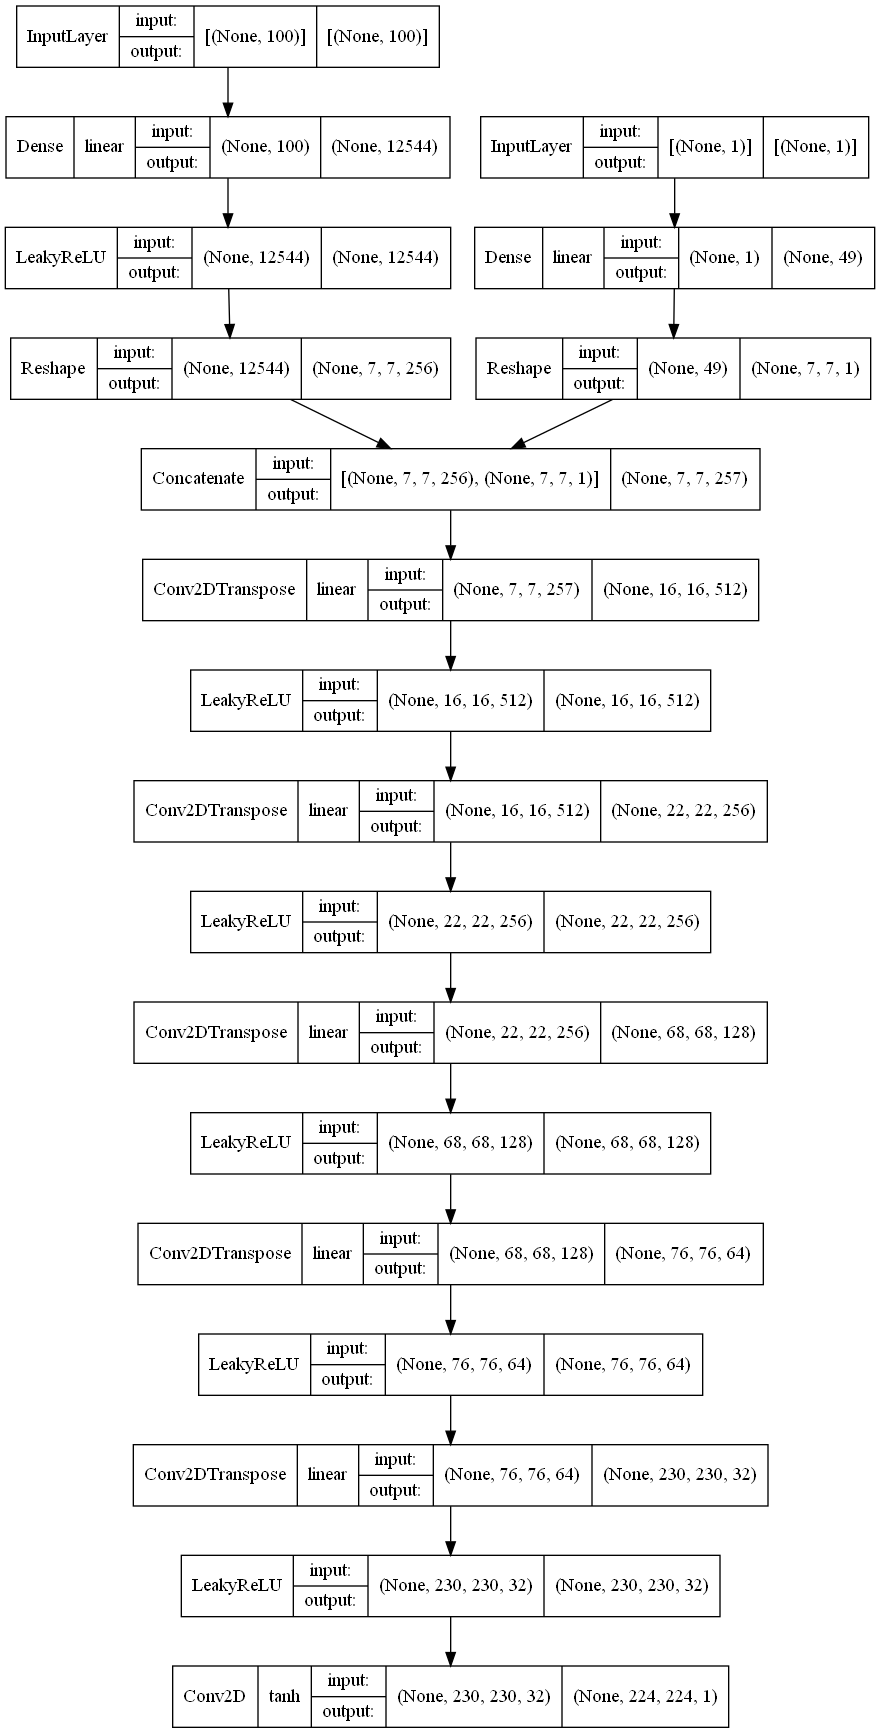 InputLayer input: output: [(None, 100)] [(None, 100)]
Dense linear input: output: (None, 100) (None, 12544)
InputLayer input: output: [(None, 1)] [(None, 1)]
LeakyReLU input: output: (None, 12544) (None, 12544)
Dense linear input: output: (None, 1) (None, 49)
Reshape input: output: (None, 12544) (None, 7, 7, 256)
Reshape input: output: (None, 49) (None, 7, 7, 1)
Concatenate input: output: [(None, 7, 7, 256), (None, 7, 7, 1)] (None, 7, 7, 257)
Conv2DTranspose linear input: output: (None, 7, 7, 257) (None, 16, 16, 512)
LeakyReLU input: output: (None, 16, 16, 512) (None, 16, 16, 512)
Conv2DTranspose linear input: output: (None, 16, 16, 512) (None, 22, 22, 256)
LeakyReLU input: output: (None, 22, 22, 256) (None, 22, 22, 256)
Conv2DTranspose linear input: output: (None, 22, 22, 256) (None, 68, 68, 128)
LeakyReLU input: output: (None, 68, 68, 128) (None, 68, 68, 128)
Conv2DTranspose linear input: output: (None, 68, 68, 128) (None, 76, 76, 64)
LeakyReLU input: output: (None, 76, 76, 64) (None, 76, 76, 64)
Conv2DTranspose linear input: output: (None, 76, 76, 64) (None, 230, 230, 32)
LeakyReLU input: output: (None, 230, 230, 32) (None, 230, 230, 32)
Conv2D tanh input: output: (None, 230, 230, 32) (None, 224, 224, 1)